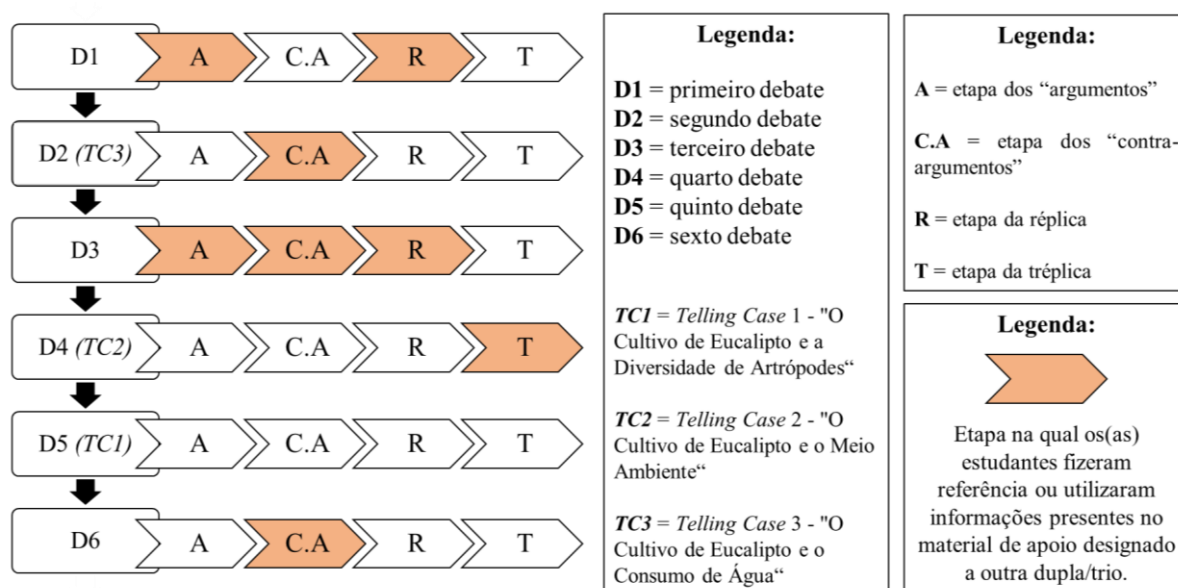 D1 A C.A R T
D2 (TC3) A C.A R T
D3 A C.A R T
D4 (TC2) A C.A R T
D5 (TC1) A C.A R T
D6 A C.A R T
Legenda:
D1 = primeiro debate
D2 = segundo debate
D3 = terceiro debate
D4 = quarto debate
D5 = quinto debate
D6 = sexto debate
TC1 = Telling Case 1 - "O
Cultivo de Eucalipto e a
Diversidade de Artrópodes“
TC2 = Telling Case 2 - "O
Cultivo de Eucalipto e o Meio
Ambiente“
TC3 = Telling Case 3 - "O
Cultivo de Eucalipto e o
Consumo de Água“
Legenda:
A = etapa dos “argumentos”
C.A = etapa dos “contra-
argumentos”
R = etapa da réplica
T = etapa da tréplica
Legenda:
Etapa na qual os(as)
estudantes fizeram
referência ou utilizaram
informações presentes no
material de apoio designado
a outra dupla/trio.